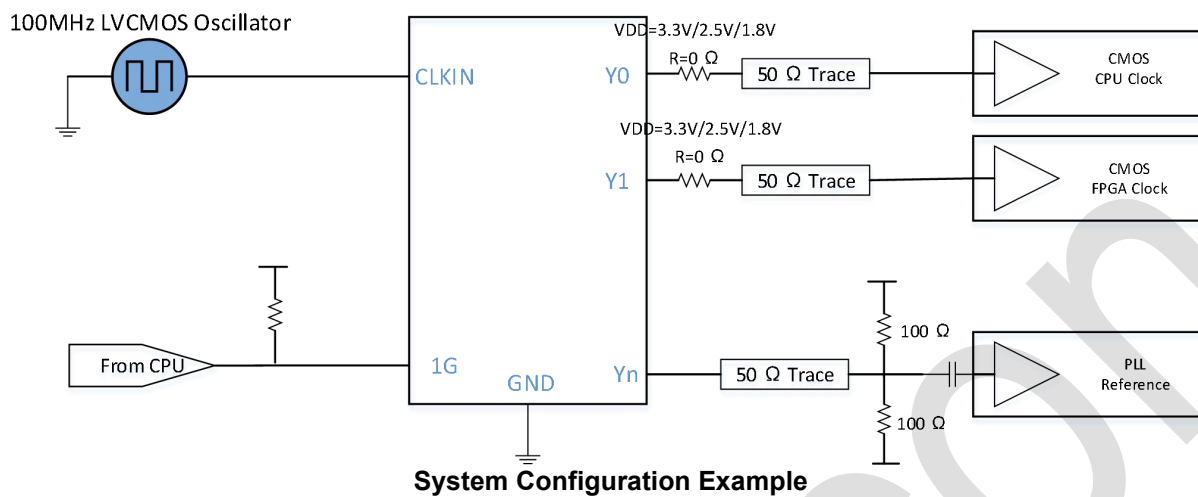 100MHz LVCMOS Oscillator
VDD=3.3V/2.5V/1.8V
R=0 Ω
CLKIN
Y0
50 Ω Trace
CMOS
CPU Clock
VDD=3.3V/2.5V/1.8V
R=0 Ω
Y1
50 Ω Trace
CMOS
FPGA Clock
From CPU
1G
GND
Yn
50 Ω Trace
100 Ω
100 Ω
PLL
Reference
System Configuration Example